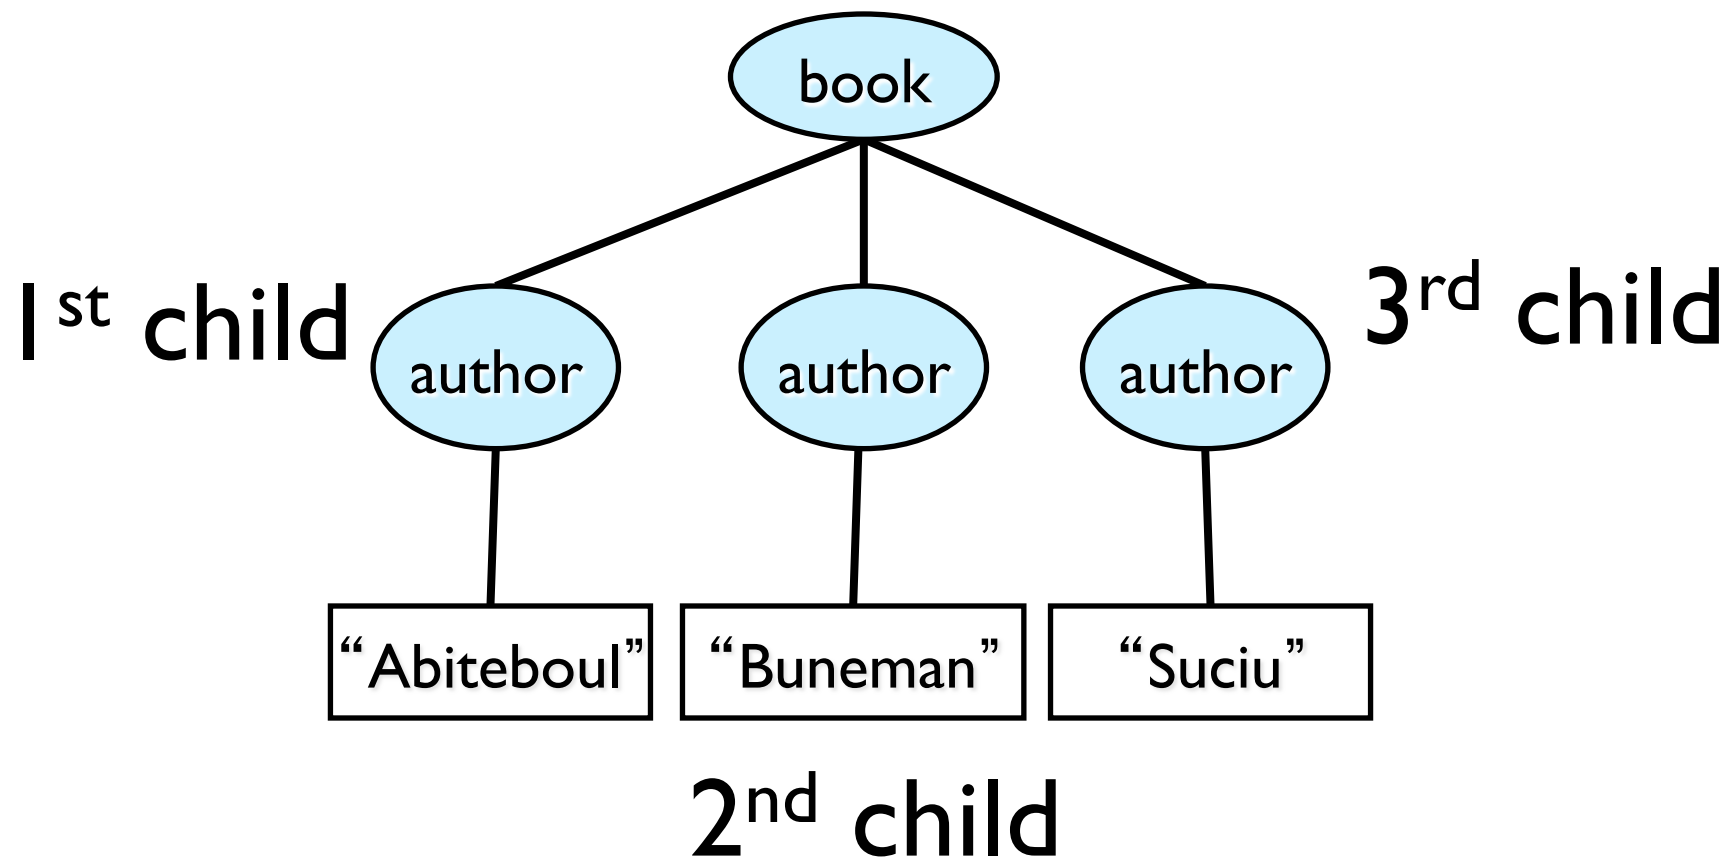 book
1st child
author
author
author
3rd child
“Abiteboul”
“Buneman”
“Suciu”
2nd child